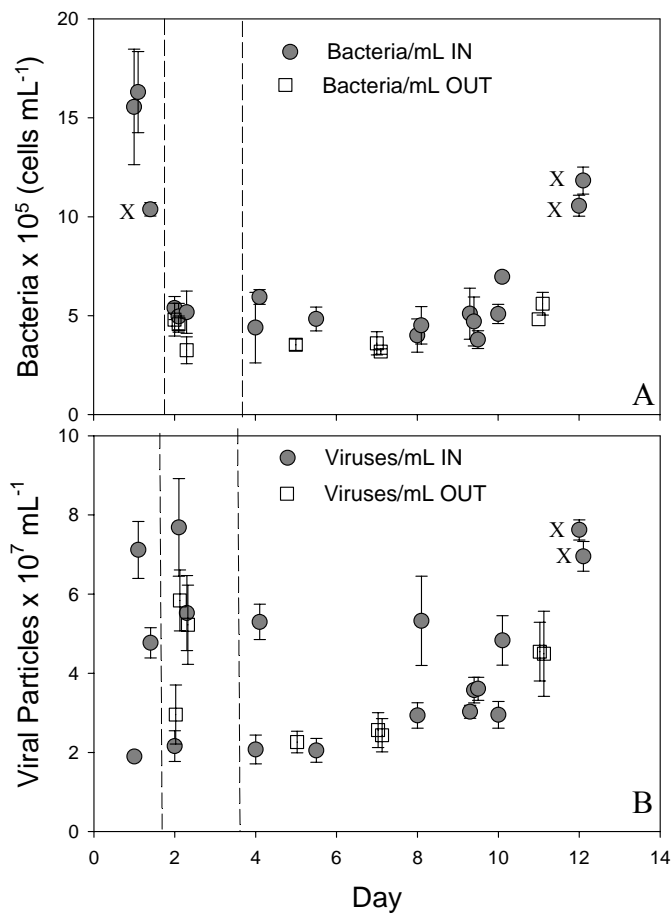 20
15
10
5
0
Bacteria x 10⁵ (cells mL⁻¹)
Bacteria/mL IN
Bacteria/mL OUT
X
X
X
A
10
8
6
4
2
0
Viral Particles x 10⁷ mL⁻¹
Viruses/mL IN
Viruses/mL OUT
X
X
B
0 2 4 6 8 10 12 14
Day